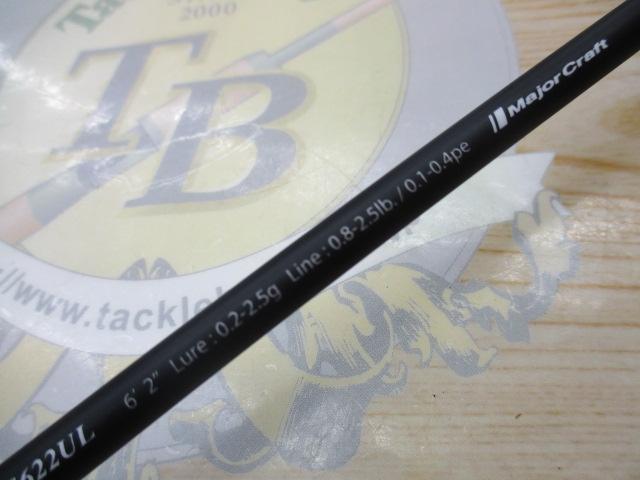 2000
TB
://www.tackle
622UL 6' 2" Lure : 0.2-2.5g Line : 0.8-2.5lb. / 0.1-0.4pe MajorCraft